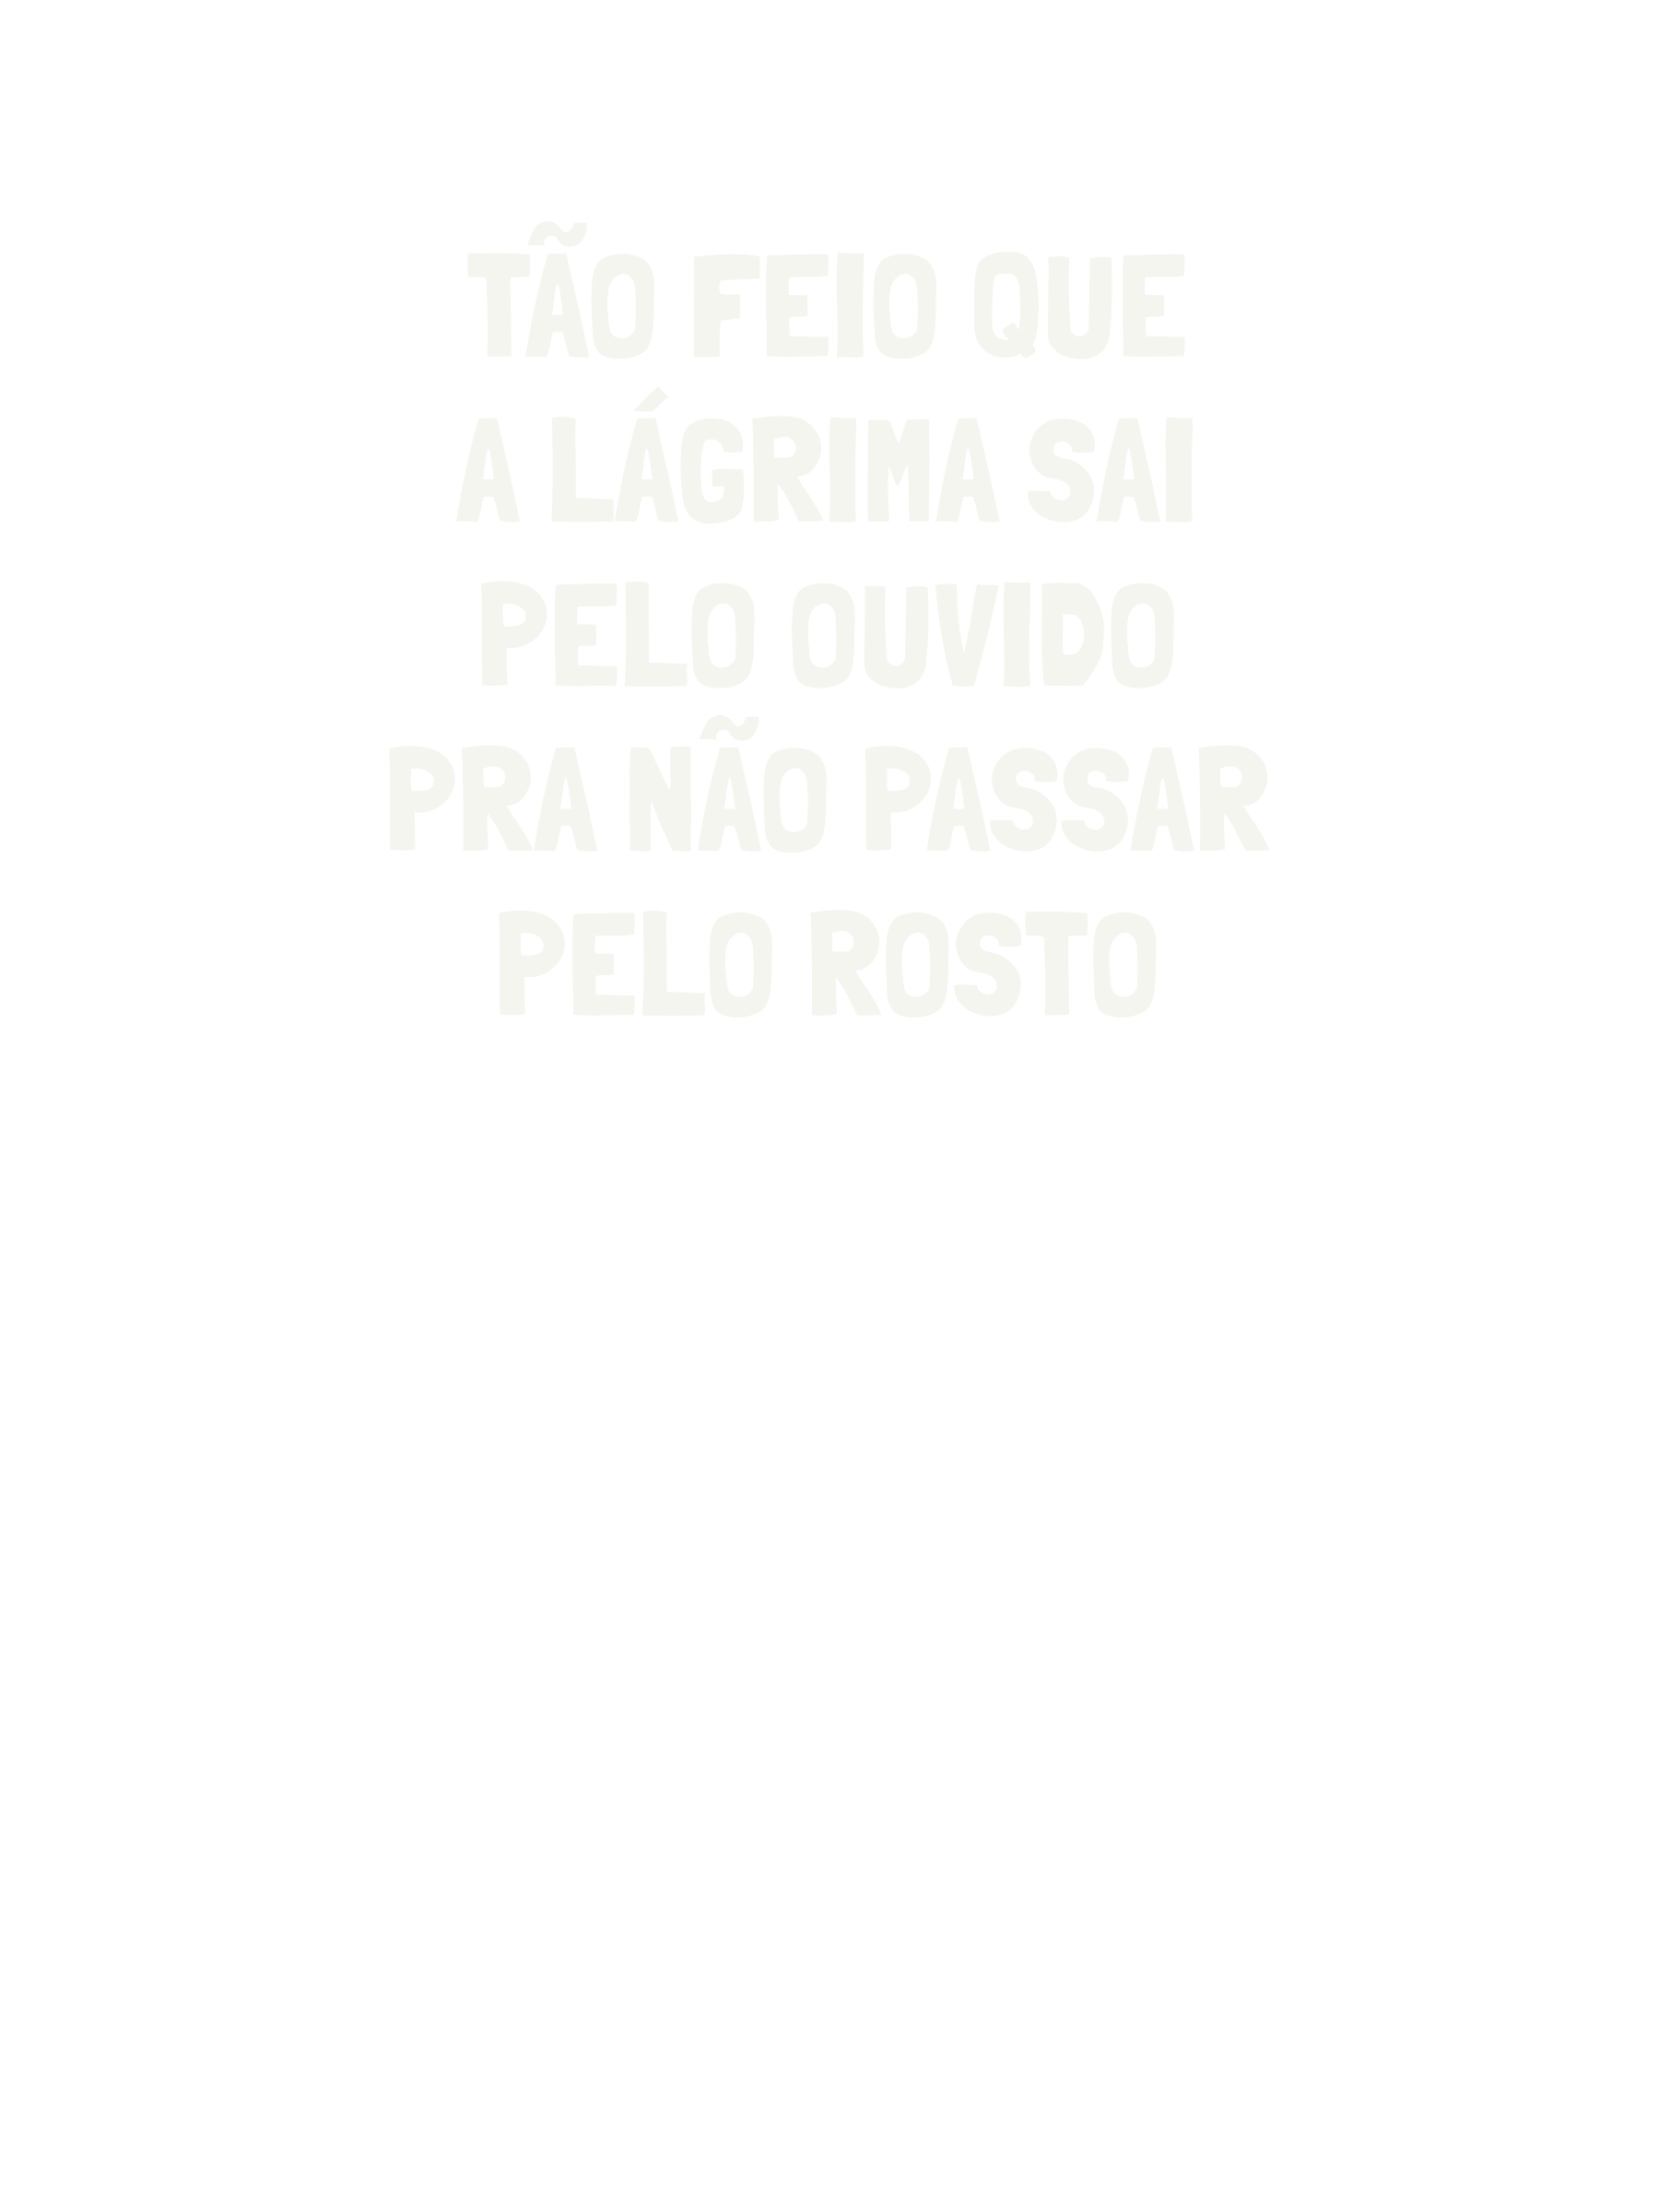 TÃO FEIO QUE
A LÁGRIMA SAI
PELO OUVIDO
PRA NÃO PASSAR
PELO ROSTO